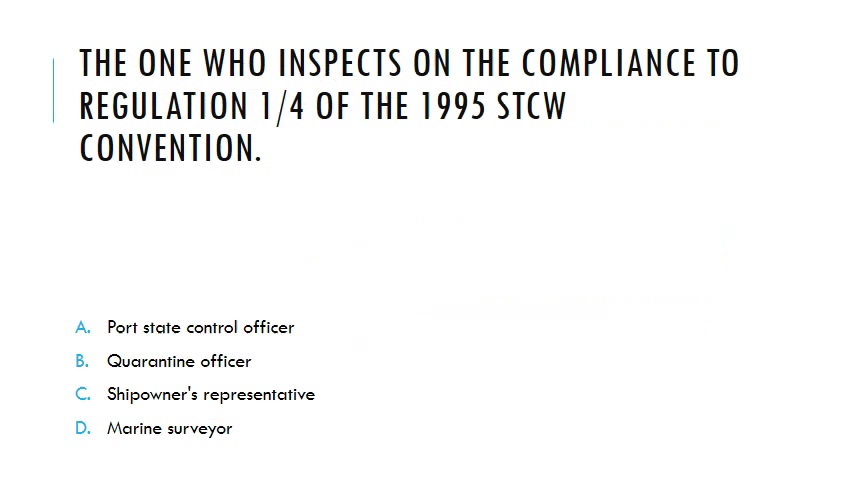 THE ONE WHO INSPECTS ON THE COMPLIANCE TO
REGULATION 1/4 OF THE 1995 STCW
CONVENTION.
A. Port state control officer
B. Quarantine officer
C. Shipowner's representative
D. Marine surveyor